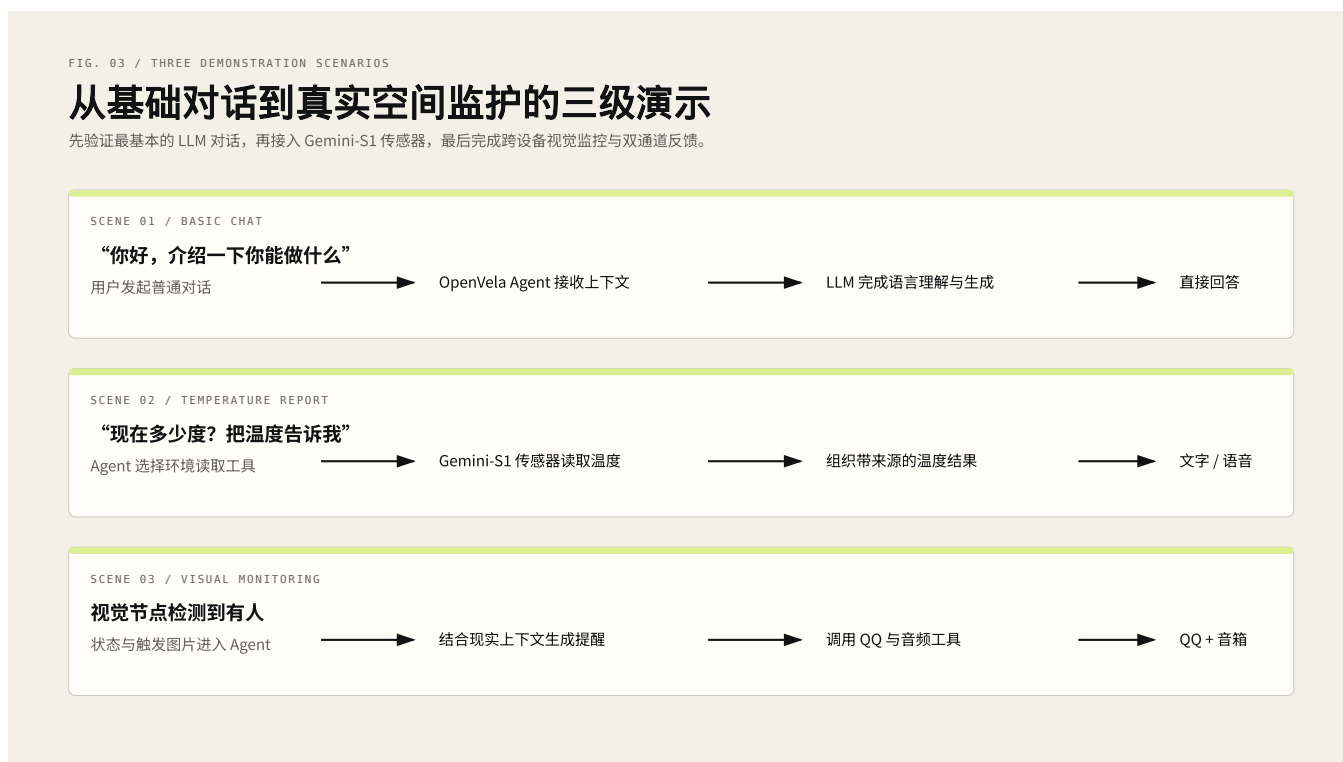 FIG. 03 / THREE DEMONSTRATION SCENARIOS
从基础对话到真实空间监护的三级演示
先验证最基本的 LLM 对话，再接入 Gemini-S1 传感器，最后完成跨设备视觉监控与双通道反馈。
SCENE 01 / BASIC CHAT
“你好，介绍一下你能做什么”
用户发起普通对话
OpenVela Agent 接收上下文
LLM 完成语言理解与生成
直接回答
SCENE 02 / TEMPERATURE REPORT
“现在多少度？把温度告诉我”
Agent 选择环境读取工具
Gemini-S1 传感器读取温度
组织带来源的温度结果
文字 / 语音
SCENE 03 / VISUAL MONITORING
视觉节点检测到有人
状态与触发图片进入 Agent
结合现实上下文生成提醒
调用 QQ 与音频工具
QQ + 音箱